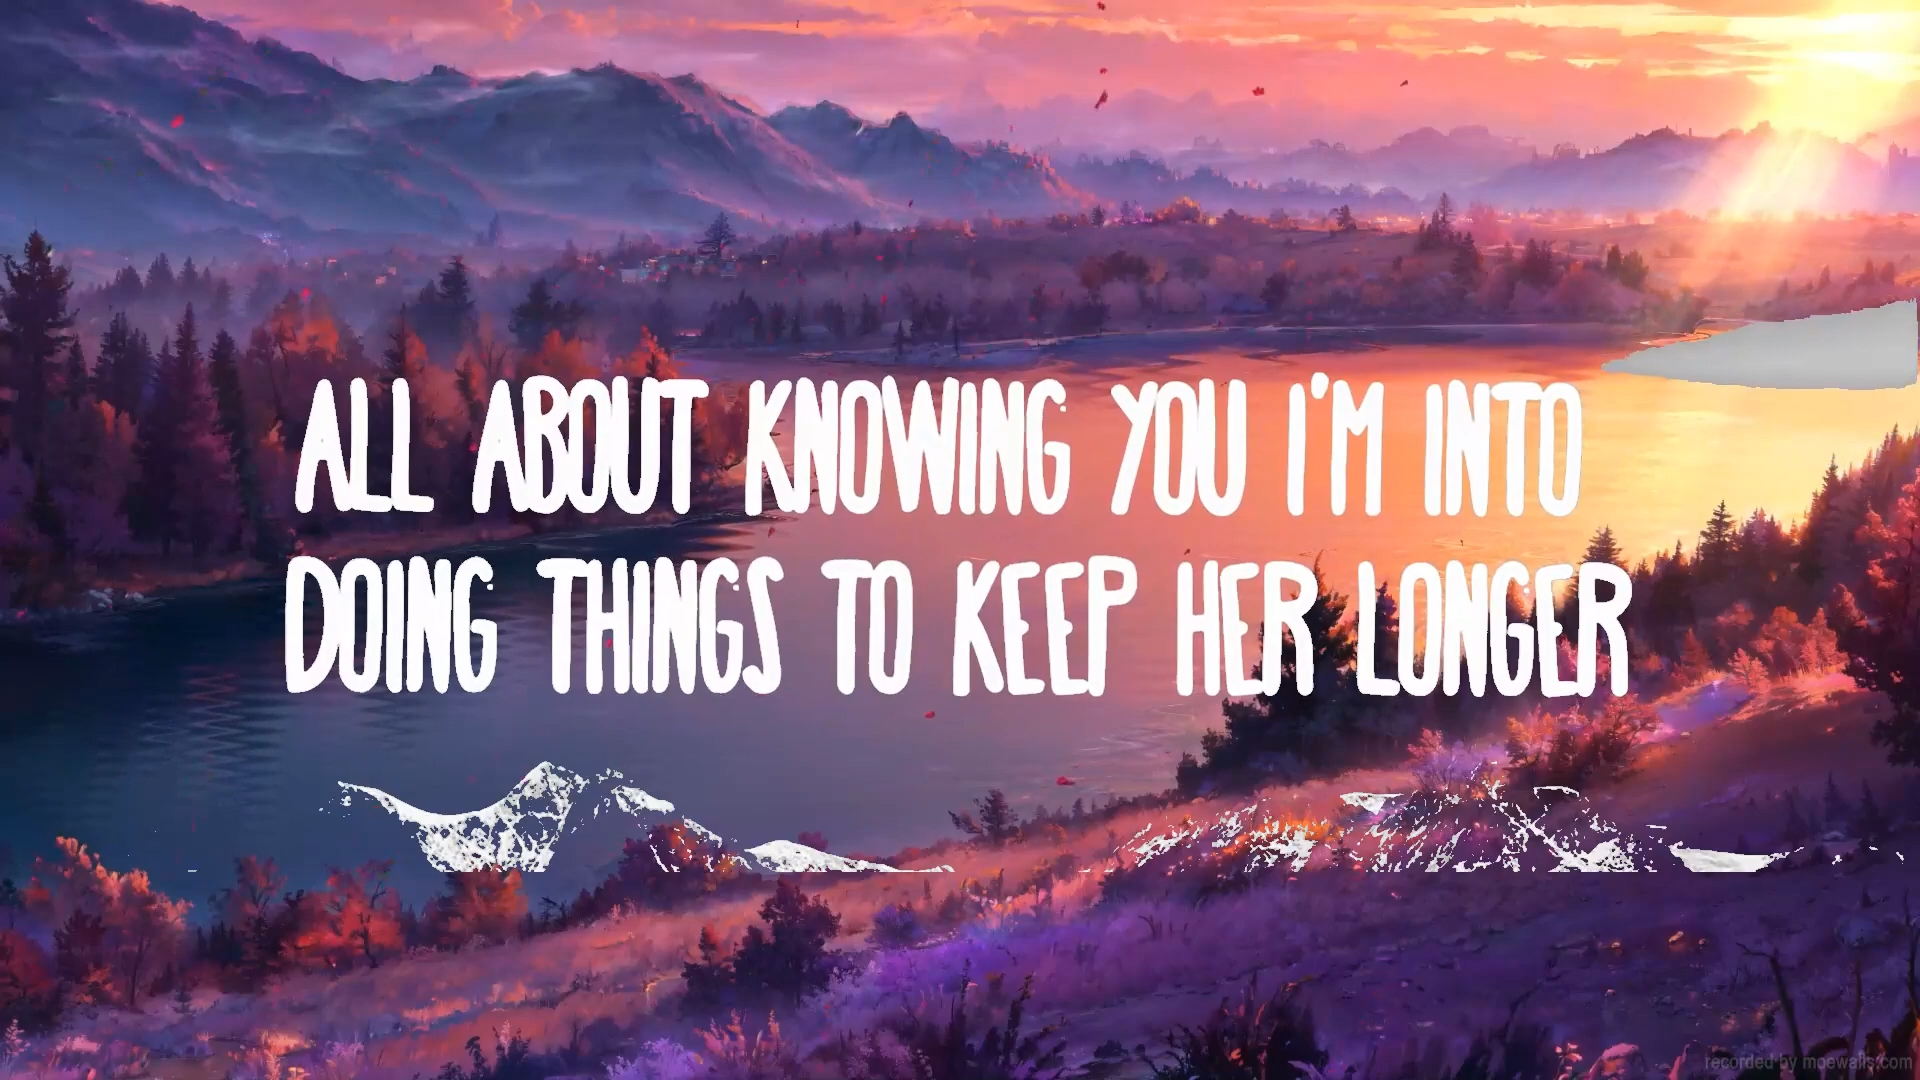 ALL ABOUT KNOWING YOU I'M INTO
DOING THINGS TO KEEP HER LONGER
recorded by moewalls.com